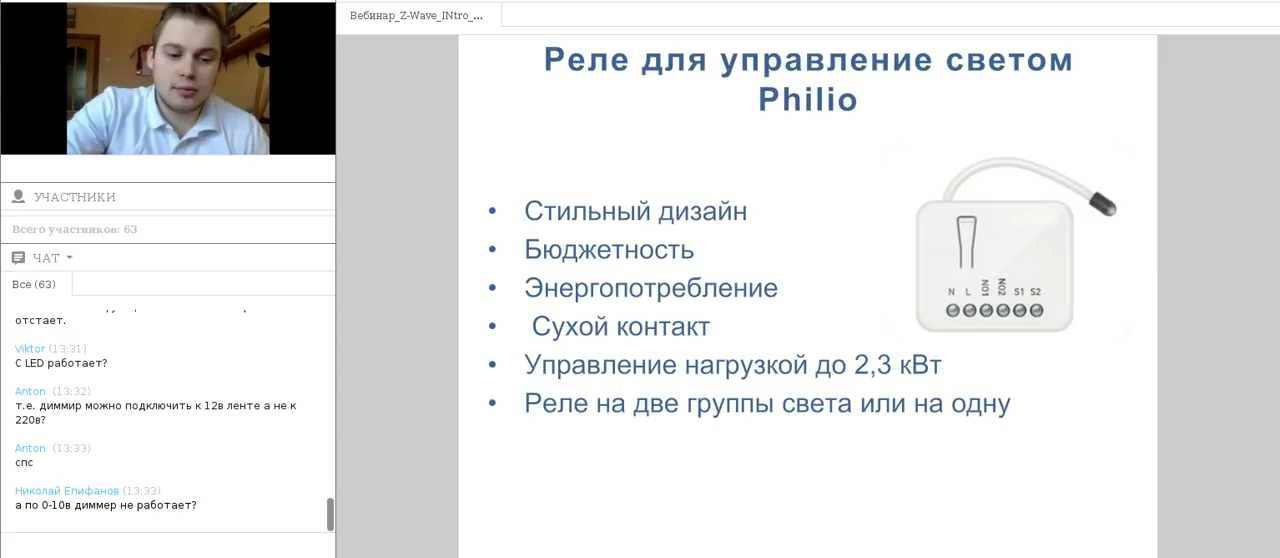 Вебинар_Z-Wave_INtro_...
УЧАСТНИКИ
Всего участников: 63
ЧАТ
Все (63)
отстает.
Viktor (13:31)
С LED работает?
Anton (13:32)
т.е. диммир можно подключить к 12в ленте а не к
220в?
Anton (13:33)
спс
Николай Епифанов (13:33)
а по 0-10в диммер не работает?
Реле для управление светом
Philio
• Стильный дизайн
• Бюджетность
• Энергопотребление
• Сухой контакт
• Управление нагрузкой до 2,3 кВт
• Реле на две группы света или на одну
N L NO1 NO2 S1 S2